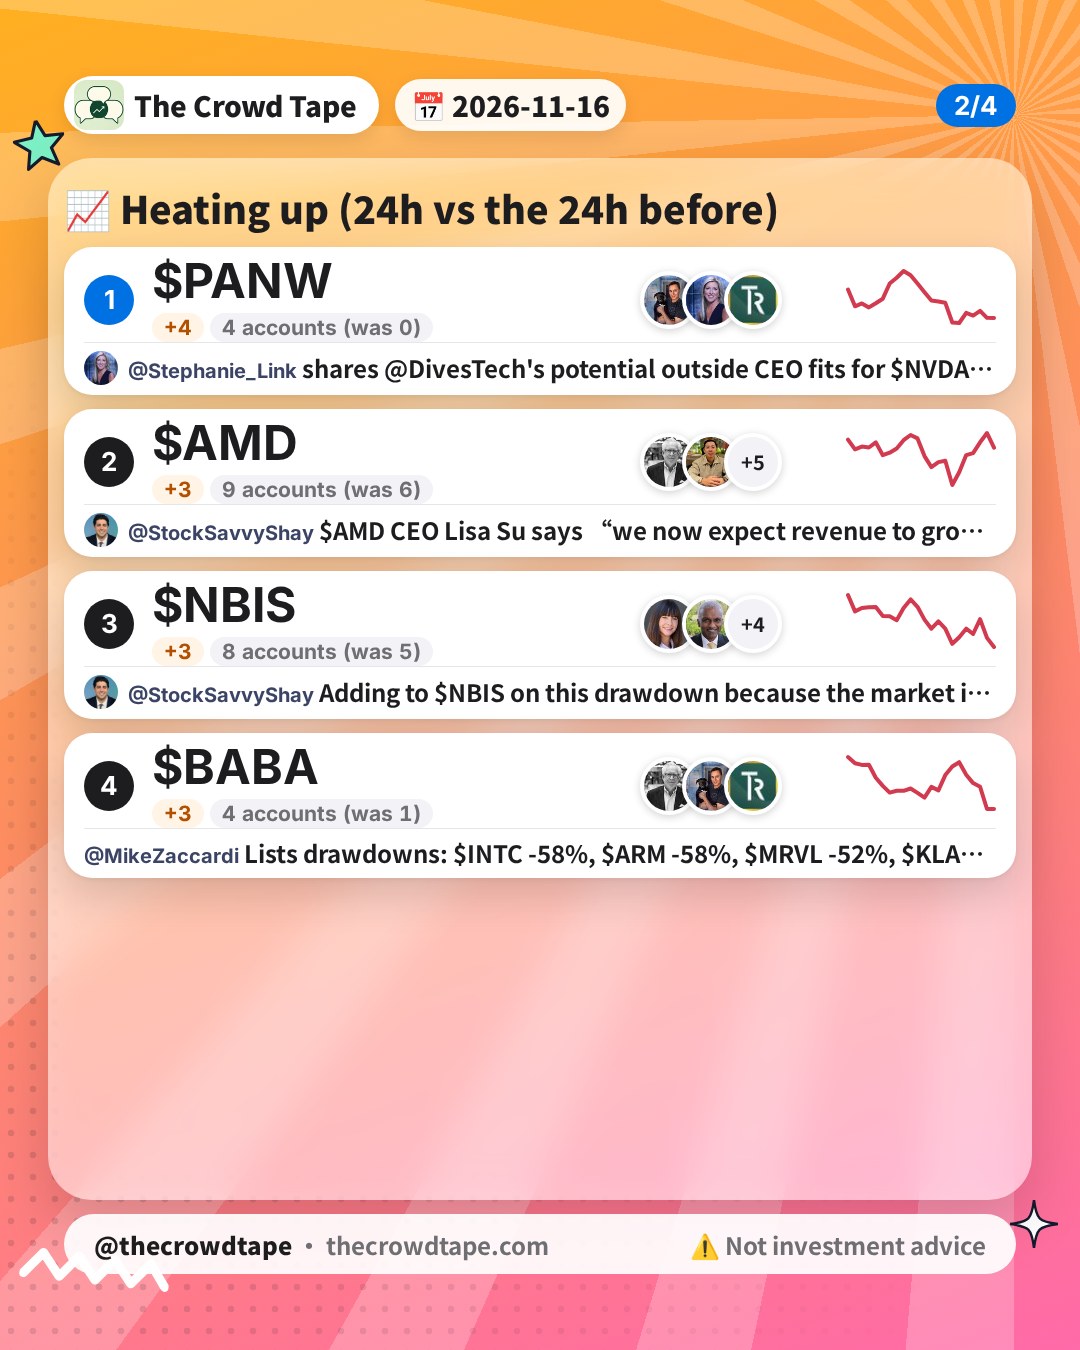 The Crowd Tape
2026-11-16
2/4
Heating up (24h vs the 24h before)
1
$PANW
+4
4 accounts (was 0)
TR
@Stephanie_Link shares @DivesTech's potential outside CEO fits for $NVDA…
2
$AMD
+3
9 accounts (was 6)
+5
@StockSavvyShay $AMD CEO Lisa Su says “we now expect revenue to gro…
3
$NBIS
+3
8 accounts (was 5)
+4
@StockSavvyShay Adding to $NBIS on this drawdown because the market i…
4
$BABA
+3
4 accounts (was 1)
TR
@MikeZaccardi Lists drawdowns: $INTC -58%, $ARM -58%, $MRVL -52%, $KLA…
@thecrowdtape • thecrowdtape.com
Not investment advice